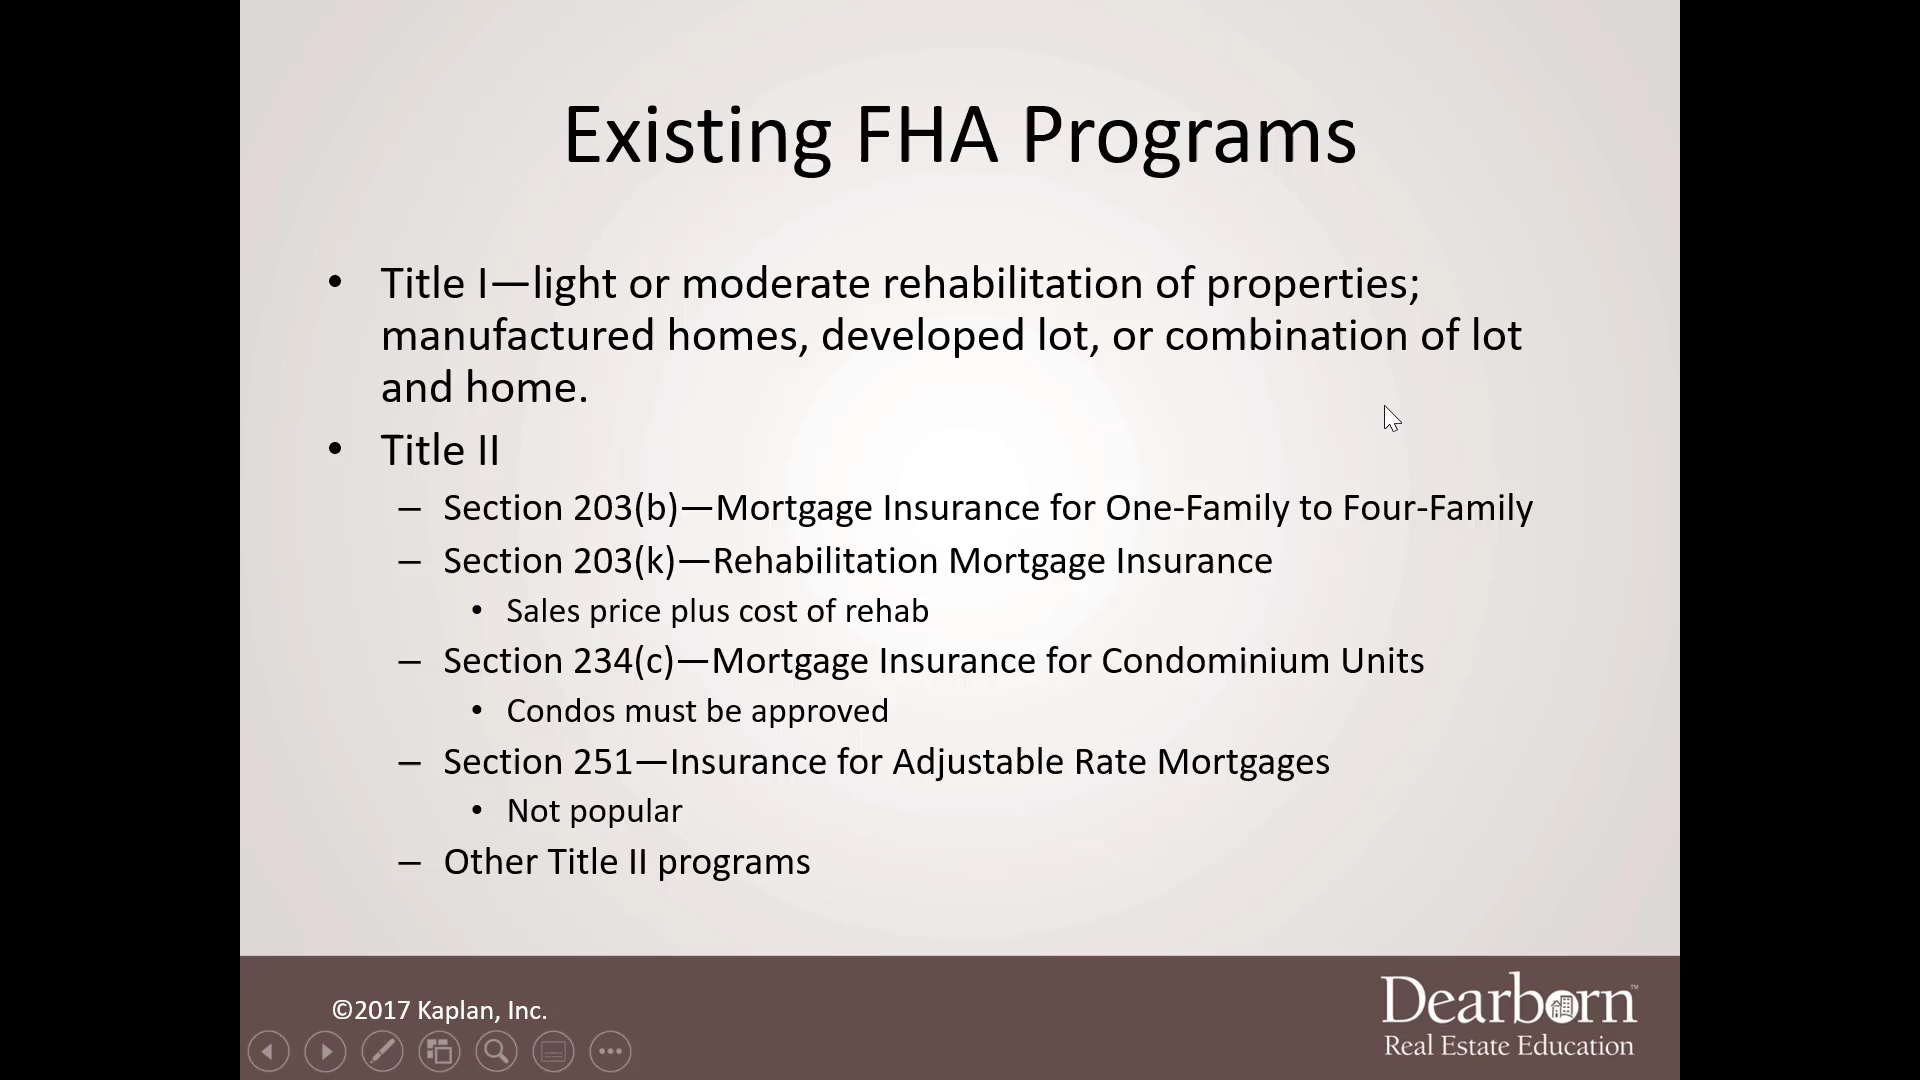 Existing FHA Programs
• Title I—light or moderate rehabilitation of properties;
manufactured homes, developed lot, or combination of lot
and home.
• Title II
– Section 203(b)—Mortgage Insurance for One-Family to Four-Family
– Section 203(k)—Rehabilitation Mortgage Insurance
• Sales price plus cost of rehab
– Section 234(c)—Mortgage Insurance for Condominium Units
• Condos must be approved
– Section 251—Insurance for Adjustable Rate Mortgages
• Not popular
– Other Title II programs
©2017 Kaplan, Inc.
Dearborn™
Real Estate Education